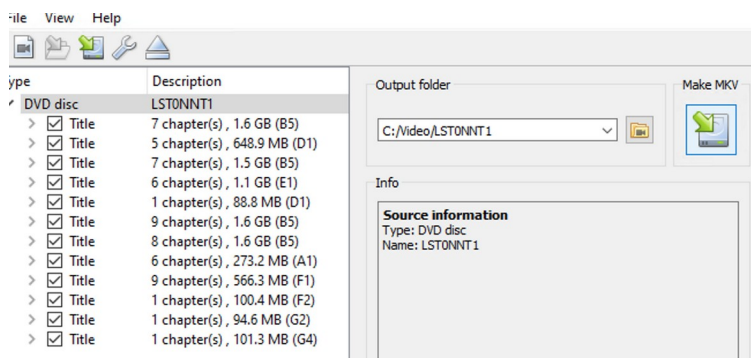 File View Help
Type Description
DVD disc LST0NNT1
Title 7 chapter(s) , 1.6 GB (B5)
Title 5 chapter(s) , 648.9 MB (D1)
Title 7 chapter(s) , 1.5 GB (B5)
Title 6 chapter(s) , 1.1 GB (E1)
Title 1 chapter(s) , 88.8 MB (D1)
Title 9 chapter(s) , 1.6 GB (B5)
Title 8 chapter(s) , 1.6 GB (B5)
Title 6 chapter(s) , 273.2 MB (A1)
Title 9 chapter(s) , 566.3 MB (F1)
Title 1 chapter(s) , 100.4 MB (F2)
Title 1 chapter(s) , 94.6 MB (G2)
Title 1 chapter(s) , 101.3 MB (G4)
Output folder
C:/Video/LST0NNT1
Make MKV
Info
Source information
Type: DVD disc
Name: LST0NNT1